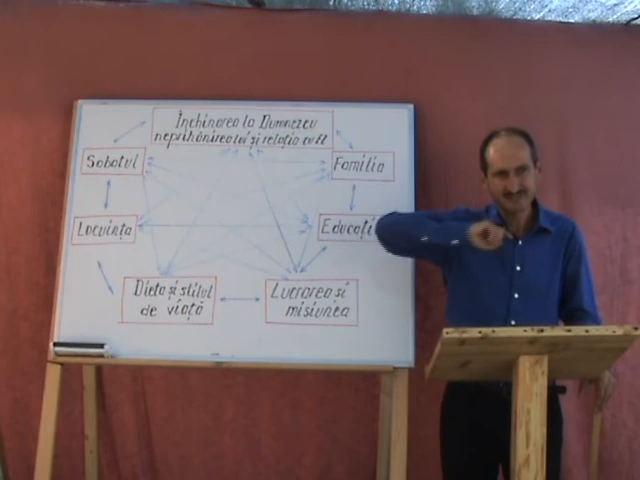 Închinarea la Dumnezeu
neprihănirea lui și relația cu El
Sabatul
Familia
Locuința
Educați
Dieta și stilul
de viață
Lucrarea și
misiunea